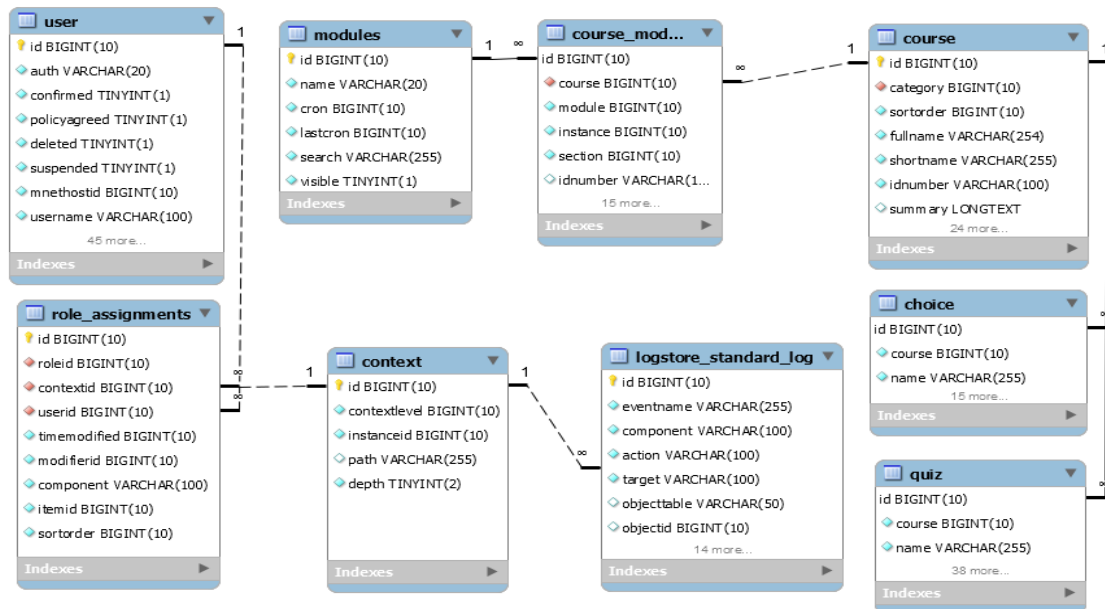 user
id BIGINT(10)
auth VARCHAR(20)
confirmed TINYINT(1)
policyagreed TINYINT(1)
deleted TINYINT(1)
suspended TINYINT(1)
mnethostid BIGINT(10)
username VARCHAR(100)
45 more...
Indexes
1
modules
id BIGINT(10)
name VARCHAR(20)
cron BIGINT(10)
lastcron BIGINT(10)
search VARCHAR(255)
visible TINYINT(1)
Indexes
1
∞
course_mod...
id BIGINT(10)
course BIGINT(10)
module BIGINT(10)
instance BIGINT(10)
section BIGINT(10)
idnumber VARCHAR(1...
15 more...
Indexes
∞
1
course
id BIGINT(10)
category BIGINT(10)
sortorder BIGINT(10)
fullname VARCHAR(254)
shortname VARCHAR(255)
idnumber VARCHAR(100)
summary LONGTEXT
24 more...
Indexes
1
role_assignments
id BIGINT(10)
roleid BIGINT(10)
contextid BIGINT(10)
userid BIGINT(10)
timemodified BIGINT(10)
modifierid BIGINT(10)
component VARCHAR(100)
itemid BIGINT(10)
sortorder BIGINT(10)
Indexes
∞
∞
1
context
id BIGINT(10)
contextlevel BIGINT(10)
instanceid BIGINT(10)
path VARCHAR(255)
depth TINYINT(2)
Indexes
1
∞
logstore_standard_log
id BIGINT(10)
eventname VARCHAR(255)
component VARCHAR(100)
action VARCHAR(100)
target VARCHAR(100)
objecttable VARCHAR(50)
objectid BIGINT(10)
14 more...
Indexes
choice
id BIGINT(10)
course BIGINT(10)
name VARCHAR(255)
15 more...
Indexes
∞
quiz
id BIGINT(10)
course BIGINT(10)
name VARCHAR(255)
38 more...
Indexes
∞